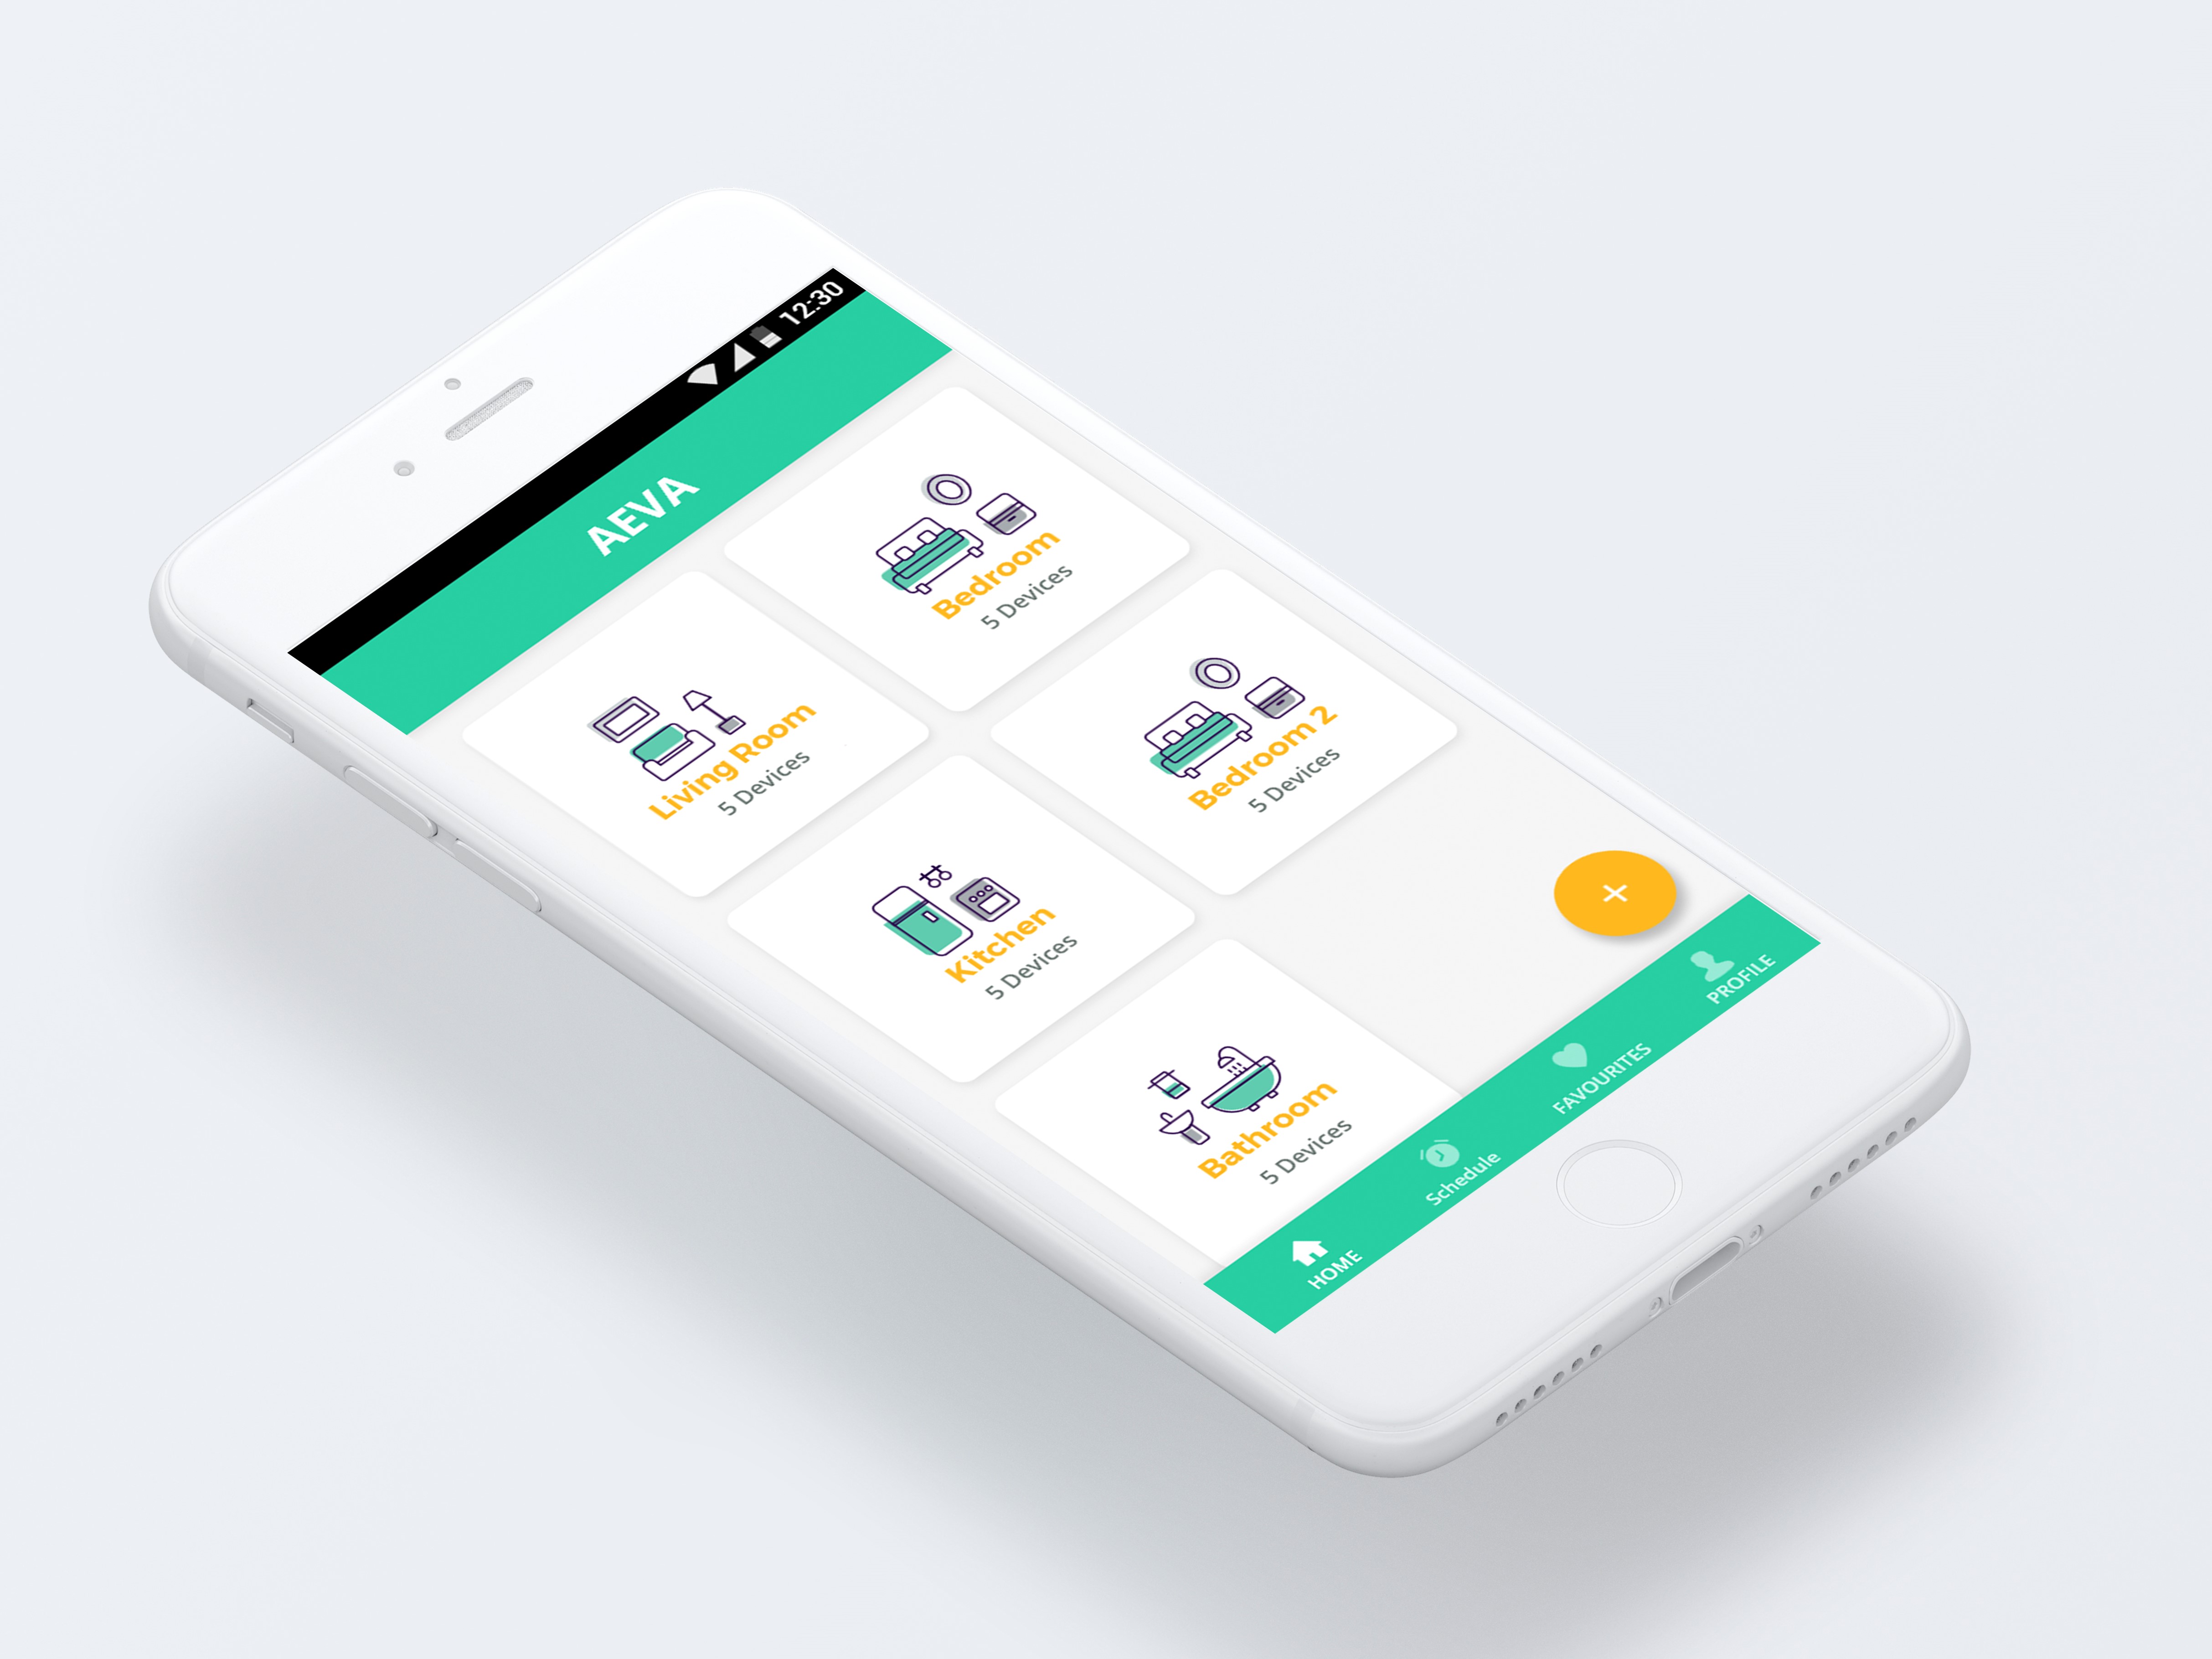 12:30
AEVA
Living Room
5 Devices
Bedroom
5 Devices
Kitchen
5 Devices
Bedroom 2
5 Devices
Bathroom
5 Devices
HOME
Schedule
FAVOURITES
PROFILE